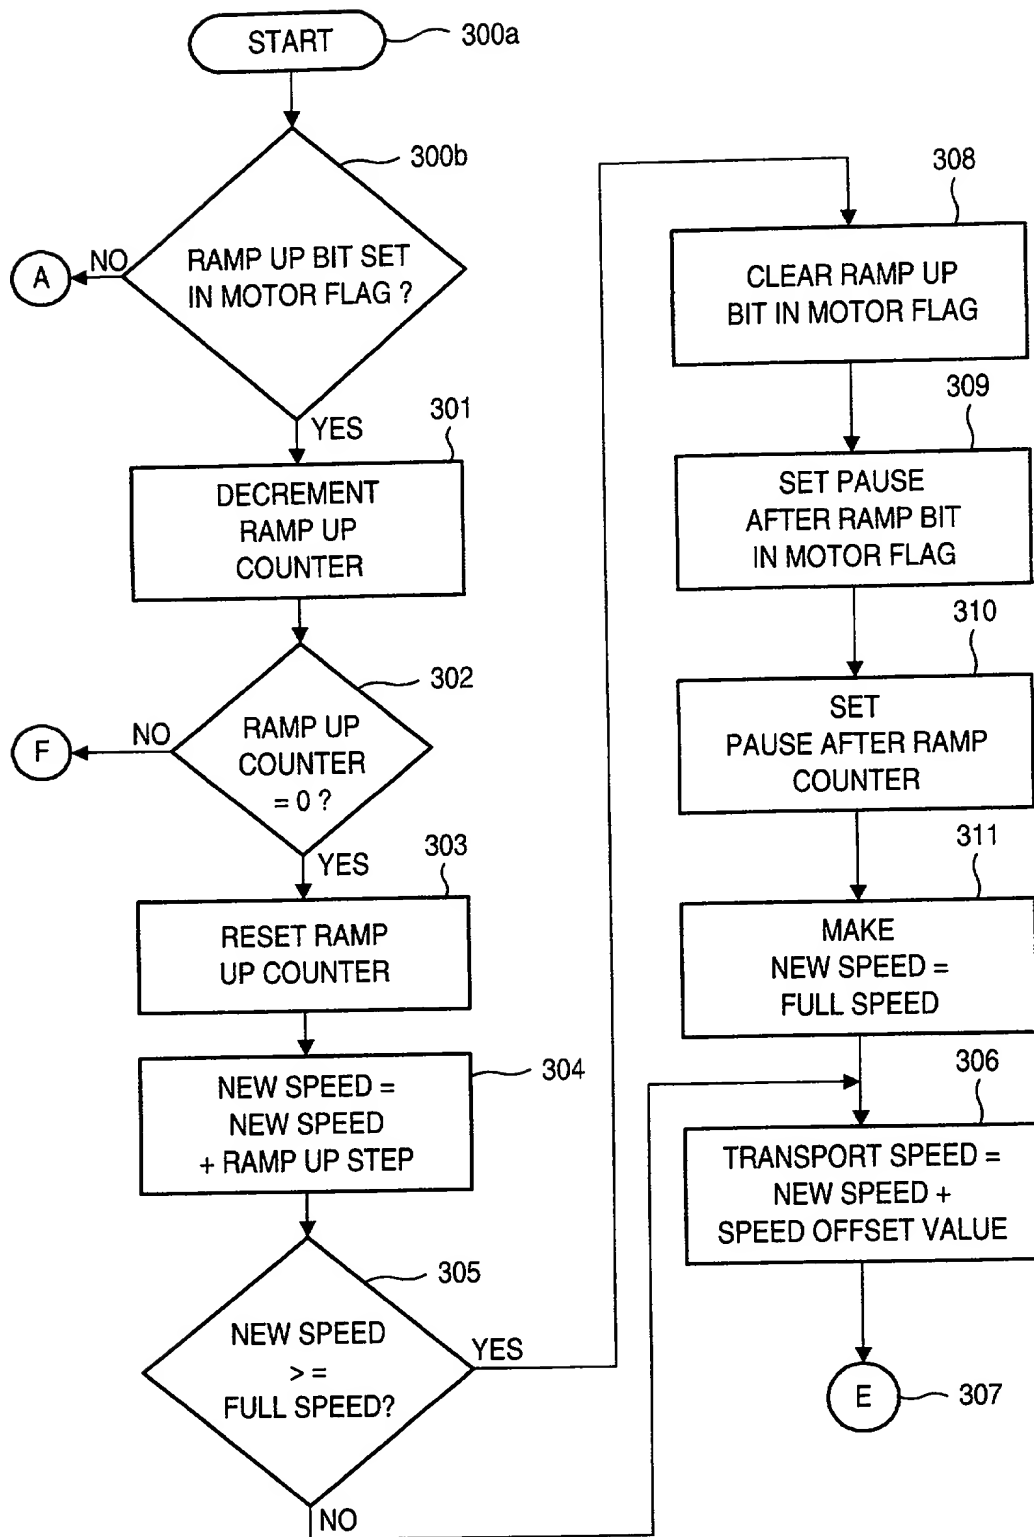 START
300a
300b
RAMP UP BIT SET
IN MOTOR FLAG ?
NO
A
YES
301
DECREMENT
RAMP UP
COUNTER
302
RAMP UP
COUNTER
= 0 ?
NO
F
YES
303
RESET RAMP
UP COUNTER
304
NEW SPEED =
NEW SPEED
+ RAMP UP STEP
305
NEW SPEED
> =
FULL SPEED?
YES
NO
308
CLEAR RAMP UP
BIT IN MOTOR FLAG
309
SET PAUSE
AFTER RAMP BIT
IN MOTOR FLAG
310
SET
PAUSE AFTER RAMP
COUNTER
311
MAKE
NEW SPEED =
FULL SPEED
306
TRANSPORT SPEED =
NEW SPEED +
SPEED OFFSET VALUE
E
307